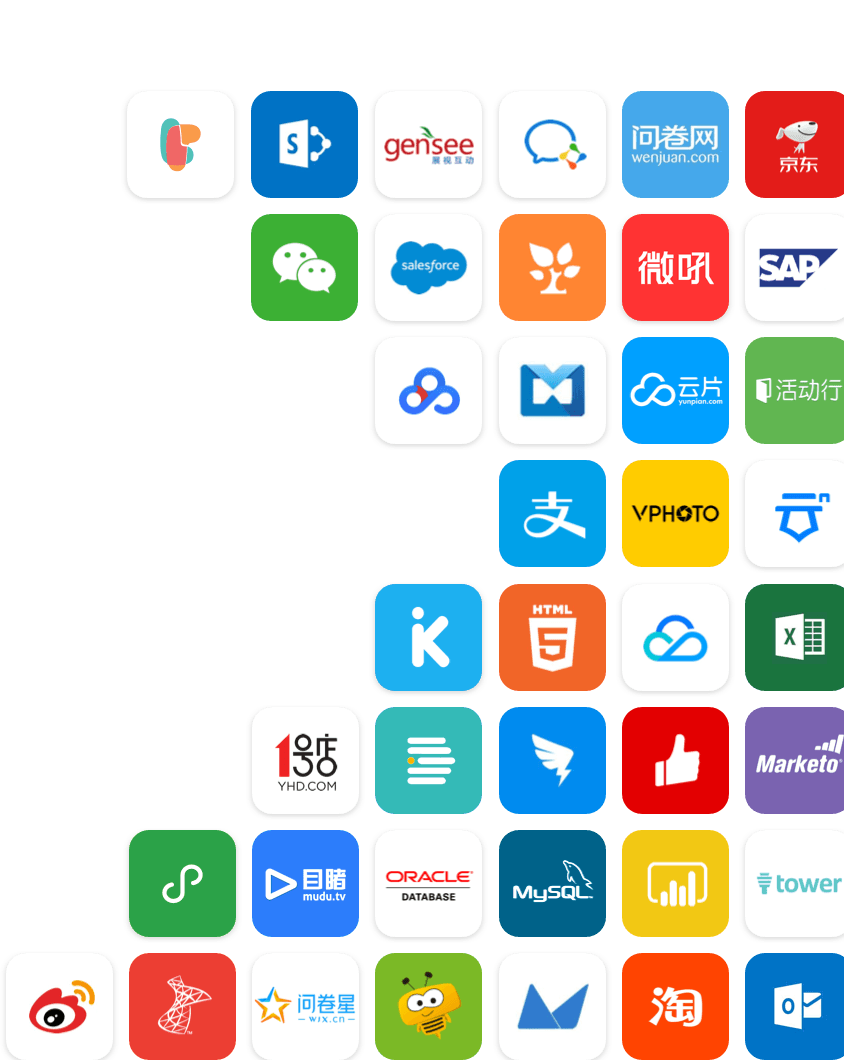 S
gensee
展视互动
问卷网
wenjuan.com
京东
salesforce
微吼
SAP
云片
yunpian.com
活动行
支
VPHOTO
K
HTML
5
X
1号店
YHD.COM
Marketo
目睹
mudu.tv
ORACLE
DATABASE
MySQL
tower
问卷星
WJX.CN
淘
O